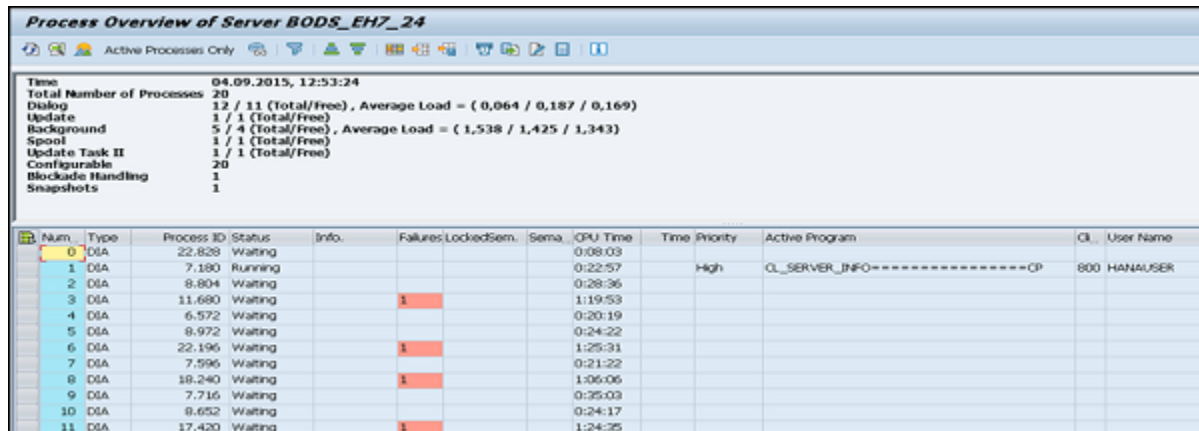 Process Overview of Server BODS_EH7_24
Active Processes Only
Time 04.09.2015, 12:53:24
Total Number of Processes 20
Dialog 12 / 11 (Total/Free) , Average Load = ( 0,064 / 0,187 / 0,169)
Update 1 / 1 (Total/Free)
Background 5 / 4 (Total/Free) , Average Load = ( 1,538 / 1,425 / 1,343)
Spool 1 / 1 (Total/Free)
Update Task II 1 / 1 (Total/Free)
Configurable 20
Blockade Handling 1
Snapshots 1
Num.. Type Process ID Status Info. Failures LockedSem. Sema.. CPU Time Time Priority Active Program Cl.. User Name
0 DIA 22.828 Waiting 0:08:03
1 DIA 7.180 Running 0:22:57 High CL_SERVER_INFO================CP 800 HANAUSER
2 DIA 8.804 Waiting 0:28:36
3 DIA 11.680 Waiting 1 1:19:53
4 DIA 6.572 Waiting 0:20:19
5 DIA 8.972 Waiting 0:24:22
6 DIA 22.196 Waiting 1 1:25:31
7 DIA 7.596 Waiting 0:21:22
8 DIA 18.240 Waiting 1 1:06:06
9 DIA 7.716 Waiting 0:35:03
10 DIA 8.652 Waiting 0:24:17
11 DIA 17.420 Waiting 1 1:24:35